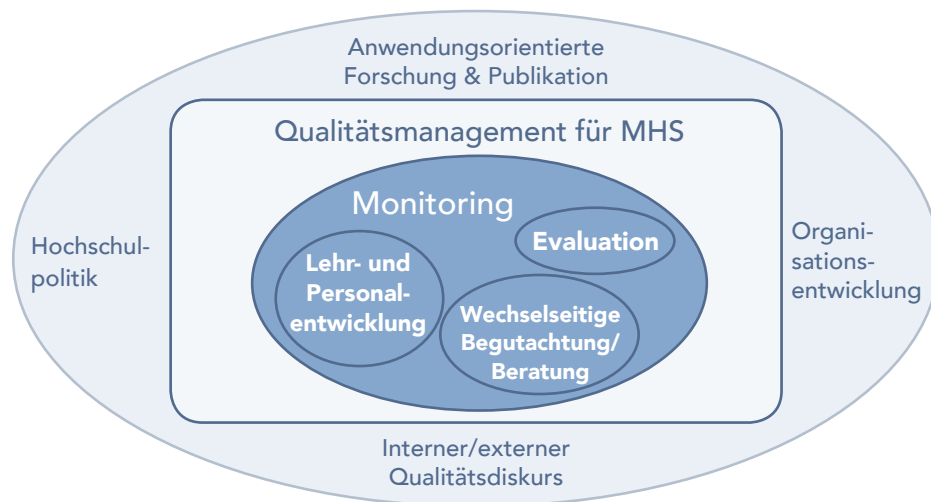 Anwendungsorientierte
Forschung & Publikation
Qualitätsmanagement für MHS
Monitoring
Evaluation
Hochschul-
politik
Lehr- und
Personal-
entwicklung
Wechselseitige
Begutachtung/
Beratung
Organi-
sations-
entwicklung
Interner/externer
Qualitätsdiskurs